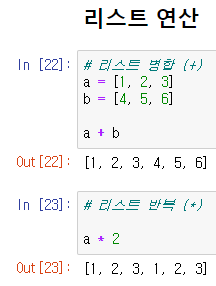 리스트 연산
In [22]: # 리스트 병합 (+)
a = [1, 2, 3]
b = [4, 5, 6]
a + b
Out[22]: [1, 2, 3, 4, 5, 6]
In [23]: # 리스트 반복 (*)
a * 2
Out[23]: [1, 2, 3, 1, 2, 3]